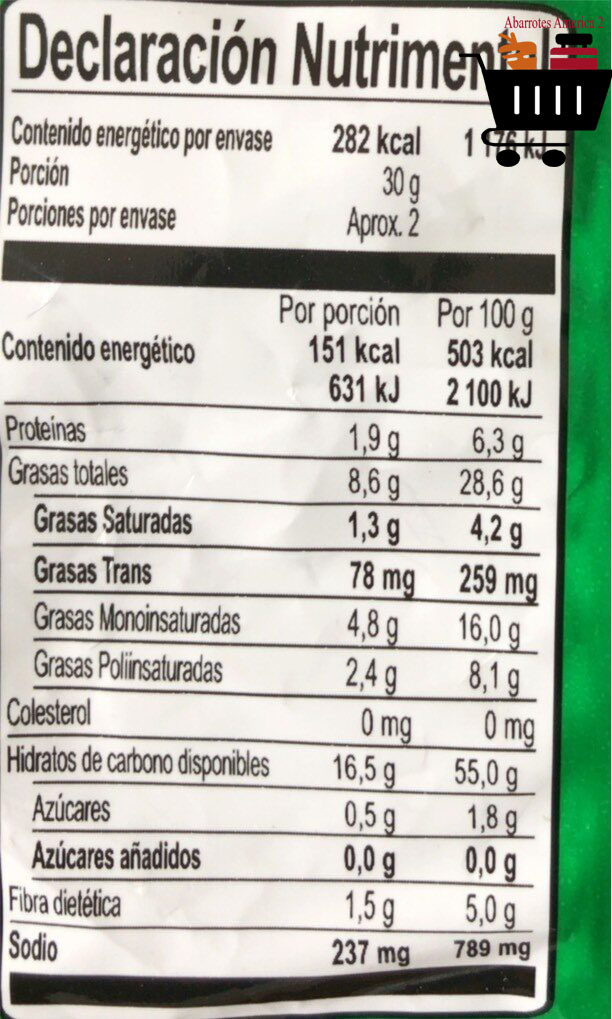 Abarrotes América 2
Declaración Nutrimental
Contenido energético por envase 282 kcal 1 176 kJ
Porción 30 g
Porciones por envase Aprox. 2
Por porción Por 100 g
Contenido energético 151 kcal 503 kcal
631 kJ 2 100 kJ
Proteínas 1,9 g 6,3 g
Grasas totales 8,6 g 28,6 g
Grasas Saturadas 1,3 g 4,2 g
Grasas Trans 78 mg 259 mg
Grasas Monoinsaturadas 4,8 g 16,0 g
Grasas Poliinsaturadas 2,4 g 8,1 g
Colesterol 0 mg 0 mg
Hidratos de carbono disponibles 16,5 g 55,0 g
Azúcares 0,5 g 1,8 g
Azúcares añadidos 0,0 g 0,0 g
Fibra dietética 1,5 g 5,0 g
Sodio 237 mg 789 mg